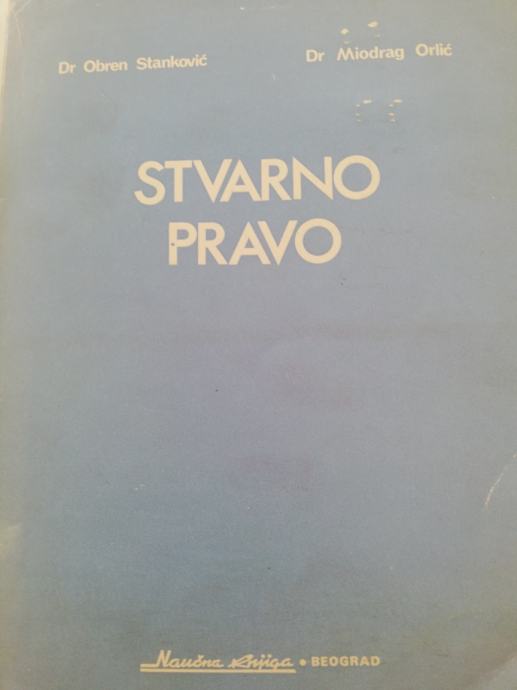 Dr Obren Stanković
Dr Miodrag Orlić
STVARNO
PRAVO
Naučna knjiga • BEOGRAD